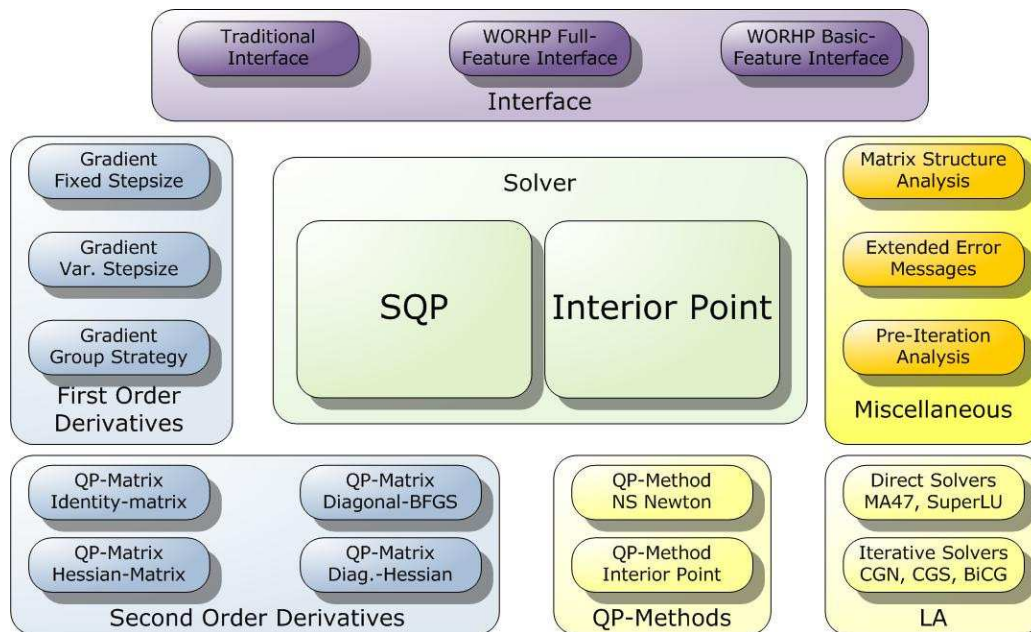 Traditional
Interface
WORHP Full-
Feature Interface
WORHP Basic-
Feature Interface
Interface
Gradient
Fixed Stepsize
Gradient
Var. Stepsize
Gradient
Group Strategy
First Order
Derivatives
Solver
SQP
Interior Point
Matrix Structure
Analysis
Extended Error
Messages
Pre-Iteration
Analysis
Miscellaneous
QP-Matrix
Identity-matrix
QP-Matrix
Diagonal-BFGS
QP-Matrix
Hessian-Matrix
QP-Matrix
Diag.-Hessian
Second Order Derivatives
QP-Method
NS Newton
QP-Method
Interior Point
QP-Methods
Direct Solvers
MA47, SuperLU
Iterative Solvers
CGN, CGS, BiCG
LA